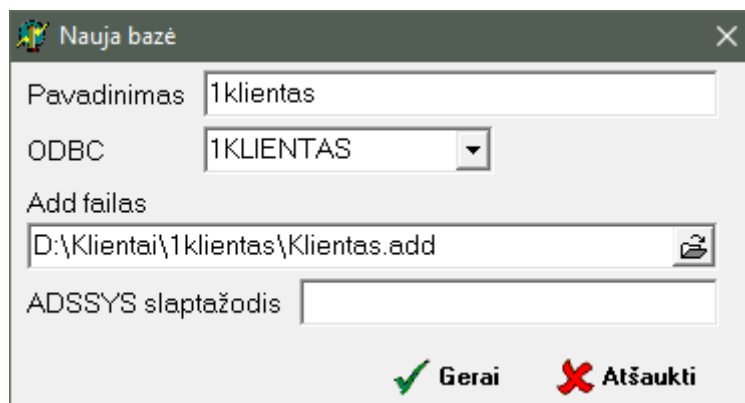 Nauja bazė
Pavadinimas 1klientas
ODBC 1KLIENTAS
Add failas
D:\Klientai\1klientas\Klientas.add
ADSSYS slaptažodis
Gerai Atšaukti